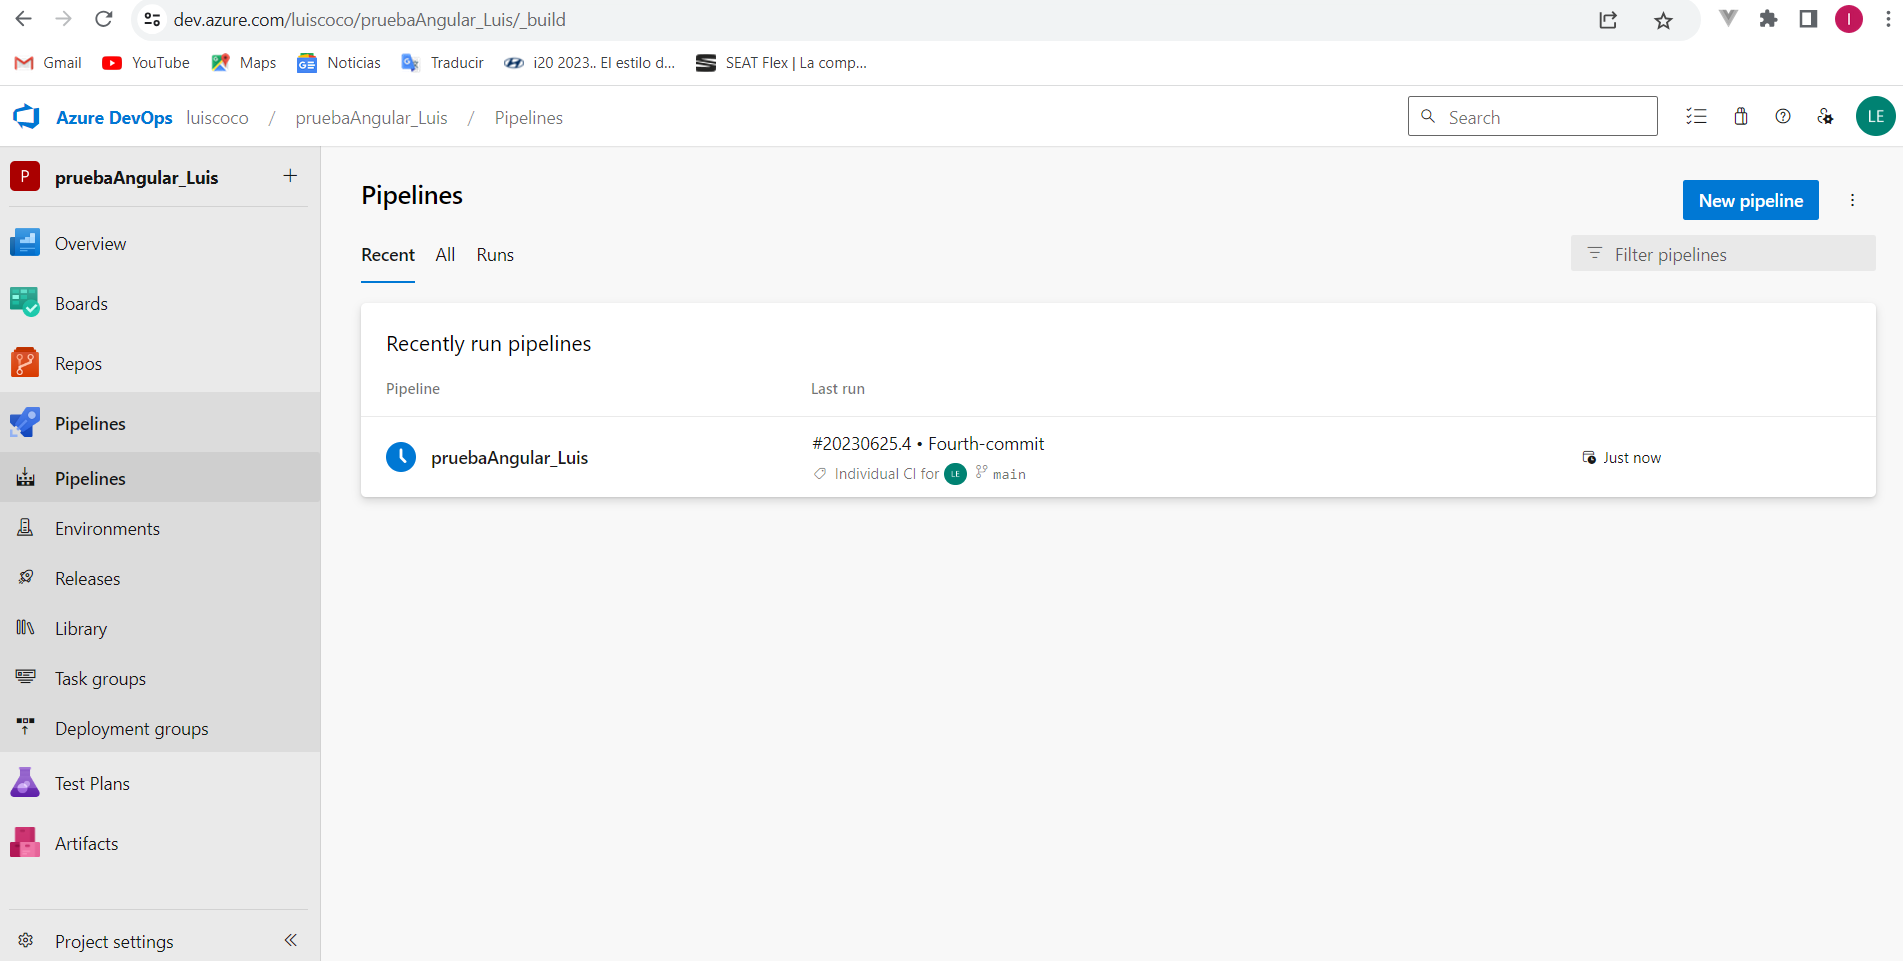 dev.azure.com/luiscoco/pruebaAngular_Luis/_build
I
Gmail YouTube Maps Noticias Traducir i20 2023.. El estilo d... SEAT Flex | La comp...
Azure DevOps luiscoco / pruebaAngular_Luis / Pipelines
Search
LE
P pruebaAngular_Luis
Overview
Boards
Repos
Pipelines
Pipelines
Environments
Releases
Library
Task groups
Deployment groups
Test Plans
Artifacts
Project settings
Pipelines
New pipeline
Recent All Runs
Filter pipelines
Recently run pipelines
Pipeline Last run
pruebaAngular_Luis
#20230625.4 • Fourth-commit
Individual CI for LE main
Just now